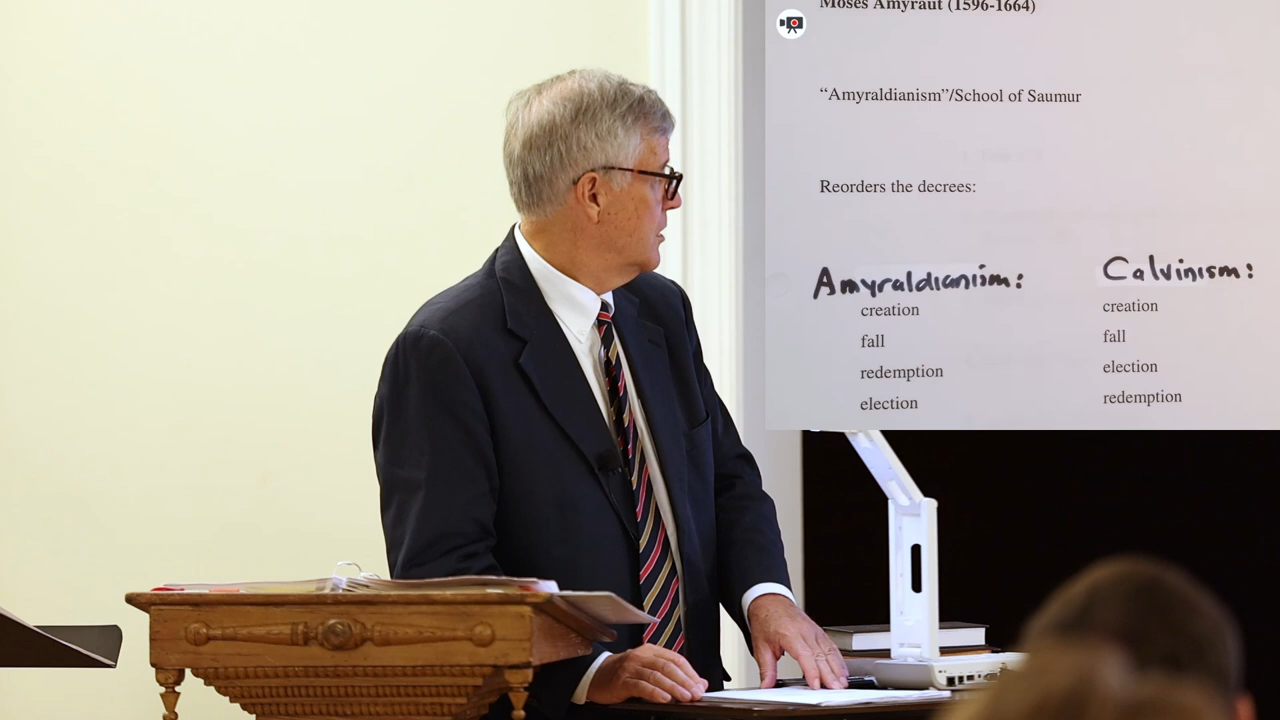 Moses Amyraut (1596-1664)
“Amyraldianism”/School of Saumur
Reorders the decrees:
Amyraldianism:
creation
fall
redemption
election
Calvinism:
creation
fall
election
redemption